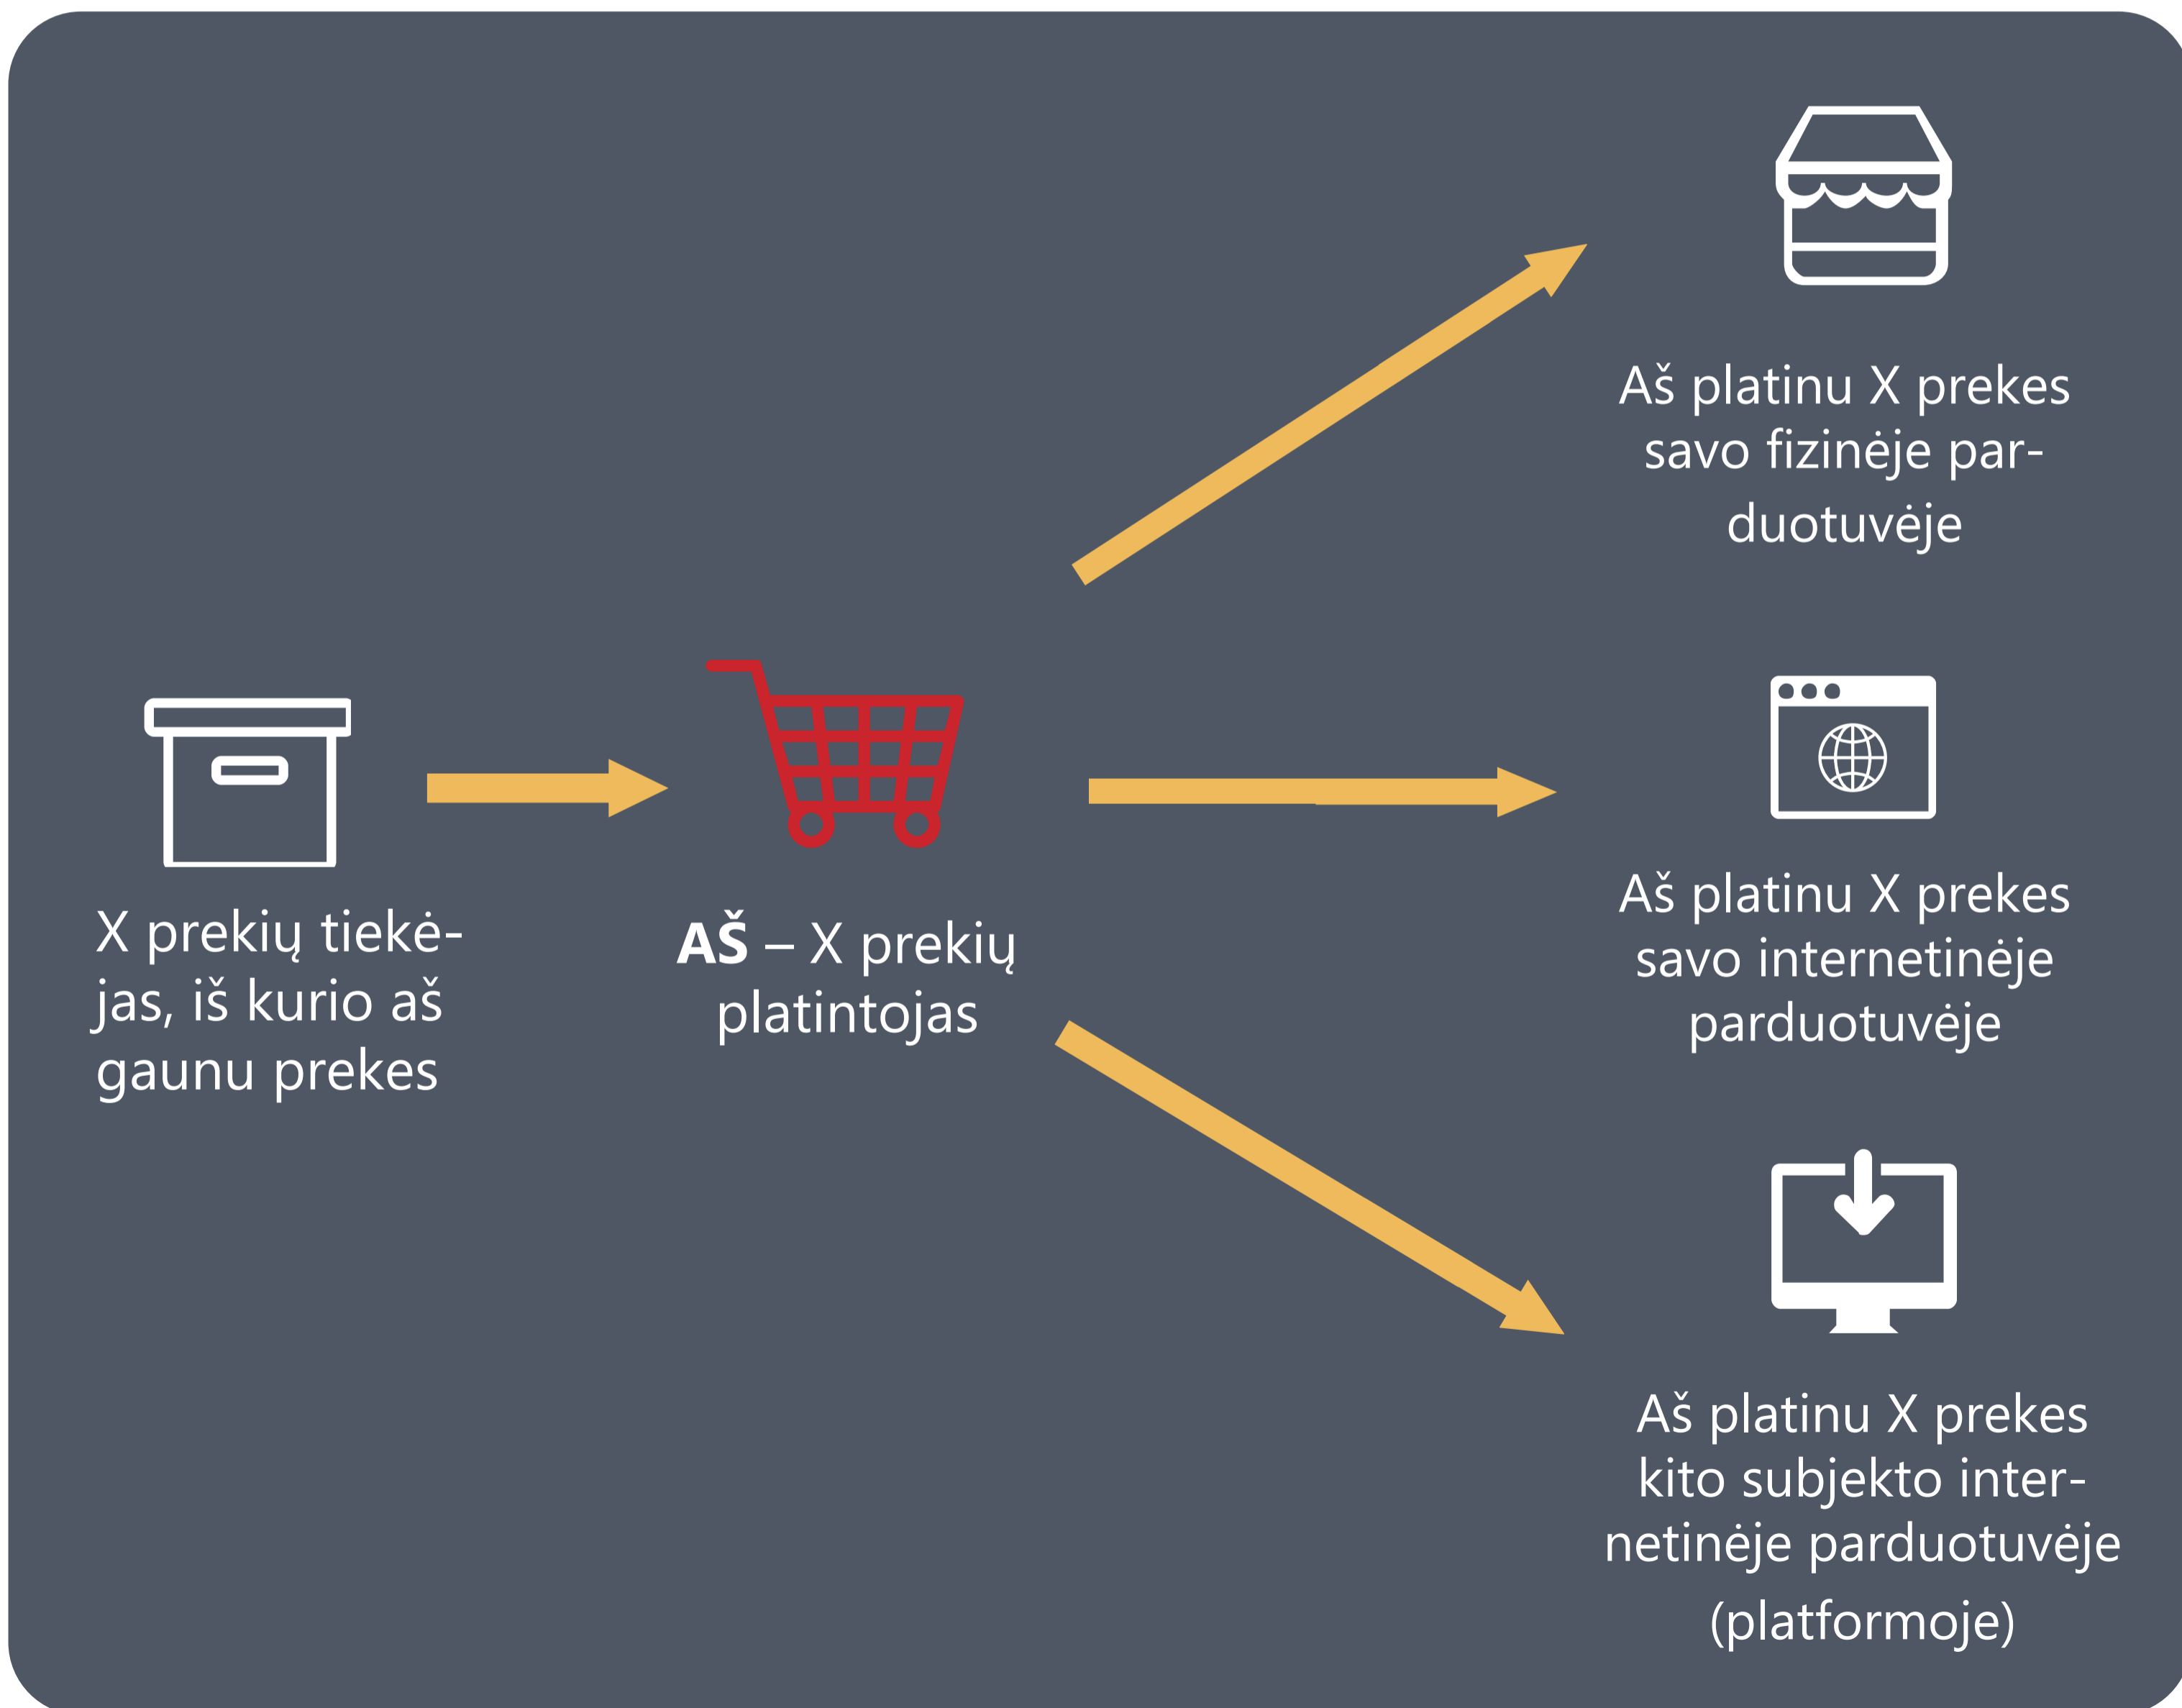 X prekių tiekė-
jas, iš kurio aš
gaunu prekes
AŠ – X prekių
platintojas
Aš platinu X prekes
savo fizinėje par-
duotuvėje
Aš platinu X prekes
savo internetinėje
parduotuvėje
Aš platinu X prekes
kito subjekto inter-
netinėje parduotuvėje
(platformoje)